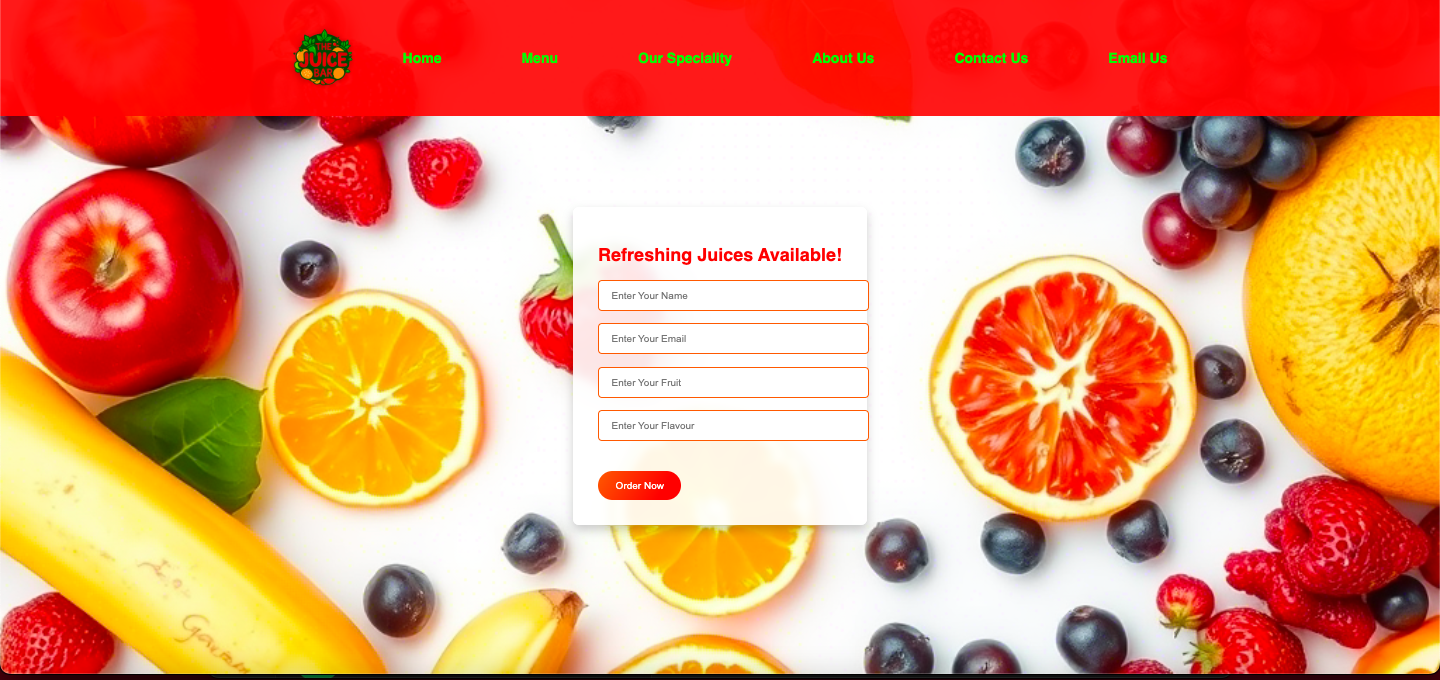 THE
JUICE
BAR
Home
Menu
Our Speciality
About Us
Contact Us
Email Us
Refreshing Juices Available!
Enter Your Name
Enter Your Email
Enter Your Fruit
Enter Your Flavour
Order Now